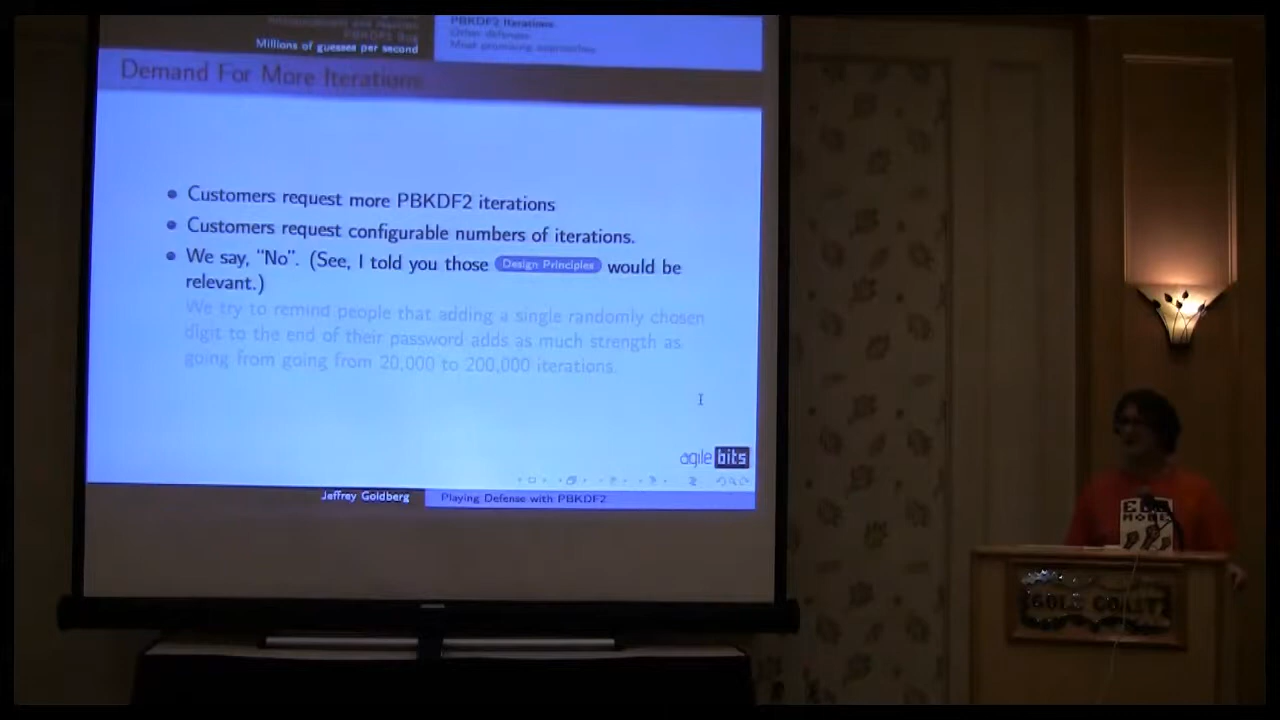 Millions of guesses per second
PBKDF2 Iterations
Other defenses
Most promising approaches
Demand For More Iterations
Customers request more PBKDF2 iterations
Customers request configurable numbers of iterations.
We say, “No”. (See, I told you those Design Principles would be
relevant.)
We try to remind people that adding a single randomly chosen
digit to the end of their password adds as much strength as
going from going from 20,000 to 200,000 iterations.
agilebits
Jeffrey Goldberg
Playing Defense with PBKDF2
GOLD COAST